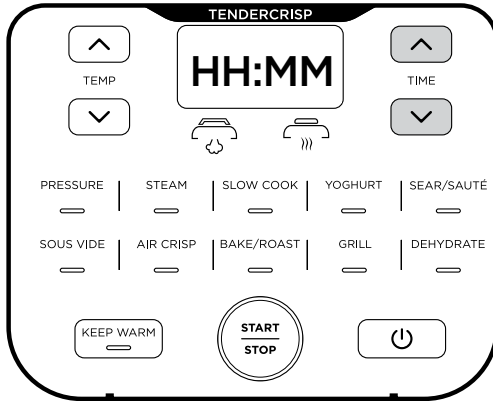 TENDERCRISP
HH:MM
TEMP
TIME
PRESSURE STEAM SLOW COOK YOGHURT SEAR/SAUTÉ
SOUS VIDE AIR CRISP BAKE/ROAST GRILL DEHYDRATE
KEEP WARM
START
STOP